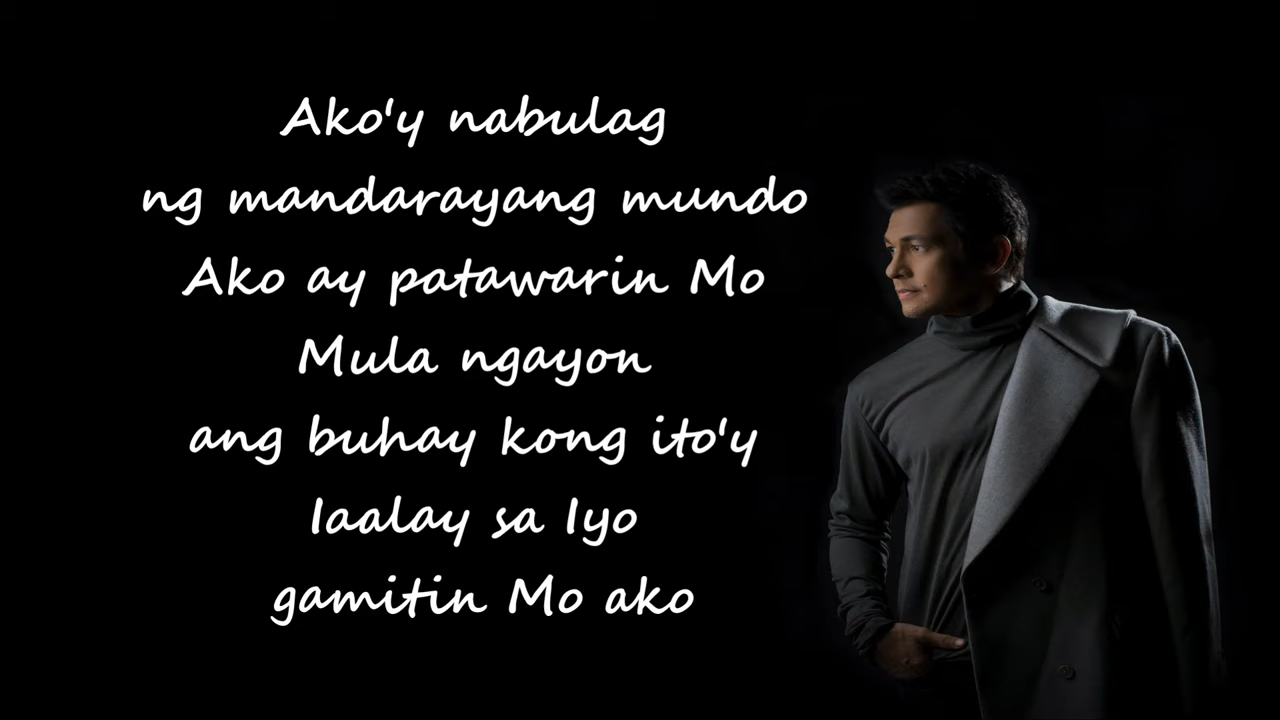 Ako'y nabulag
ng mandarayang mundo
Ako ay patawarin Mo
Mula ngayon
ang buhay kong ito'y
Iaalay sa Iyo
gamitin Mo ako